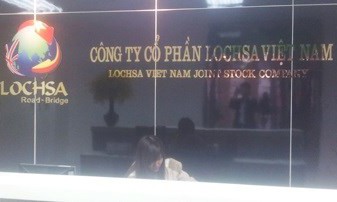 CÔNG TY CỔ PHẦN LOCHSA VIỆT NAM
LOCHSA VIET NAM JOINT STOCK COMPANY
LOCHSA
Road-Bridge